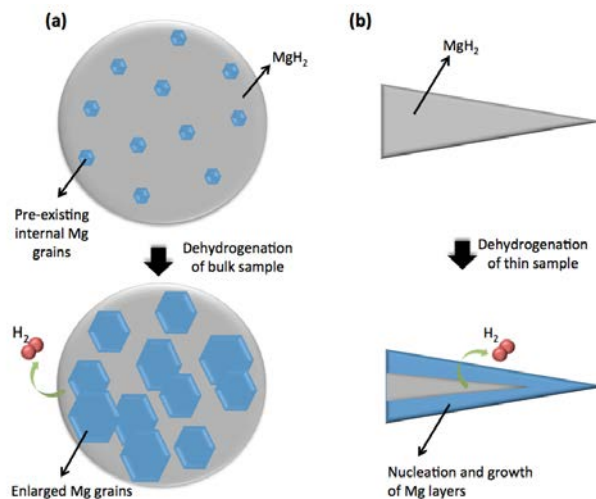 (a)
MgH2
Pre-existing
internal Mg
grains
Dehydrogenation
of bulk sample
H2
Enlarged Mg grains
(b)
MgH2
Dehydrogenation
of thin sample
H2
Nucleation and growth
of Mg layers